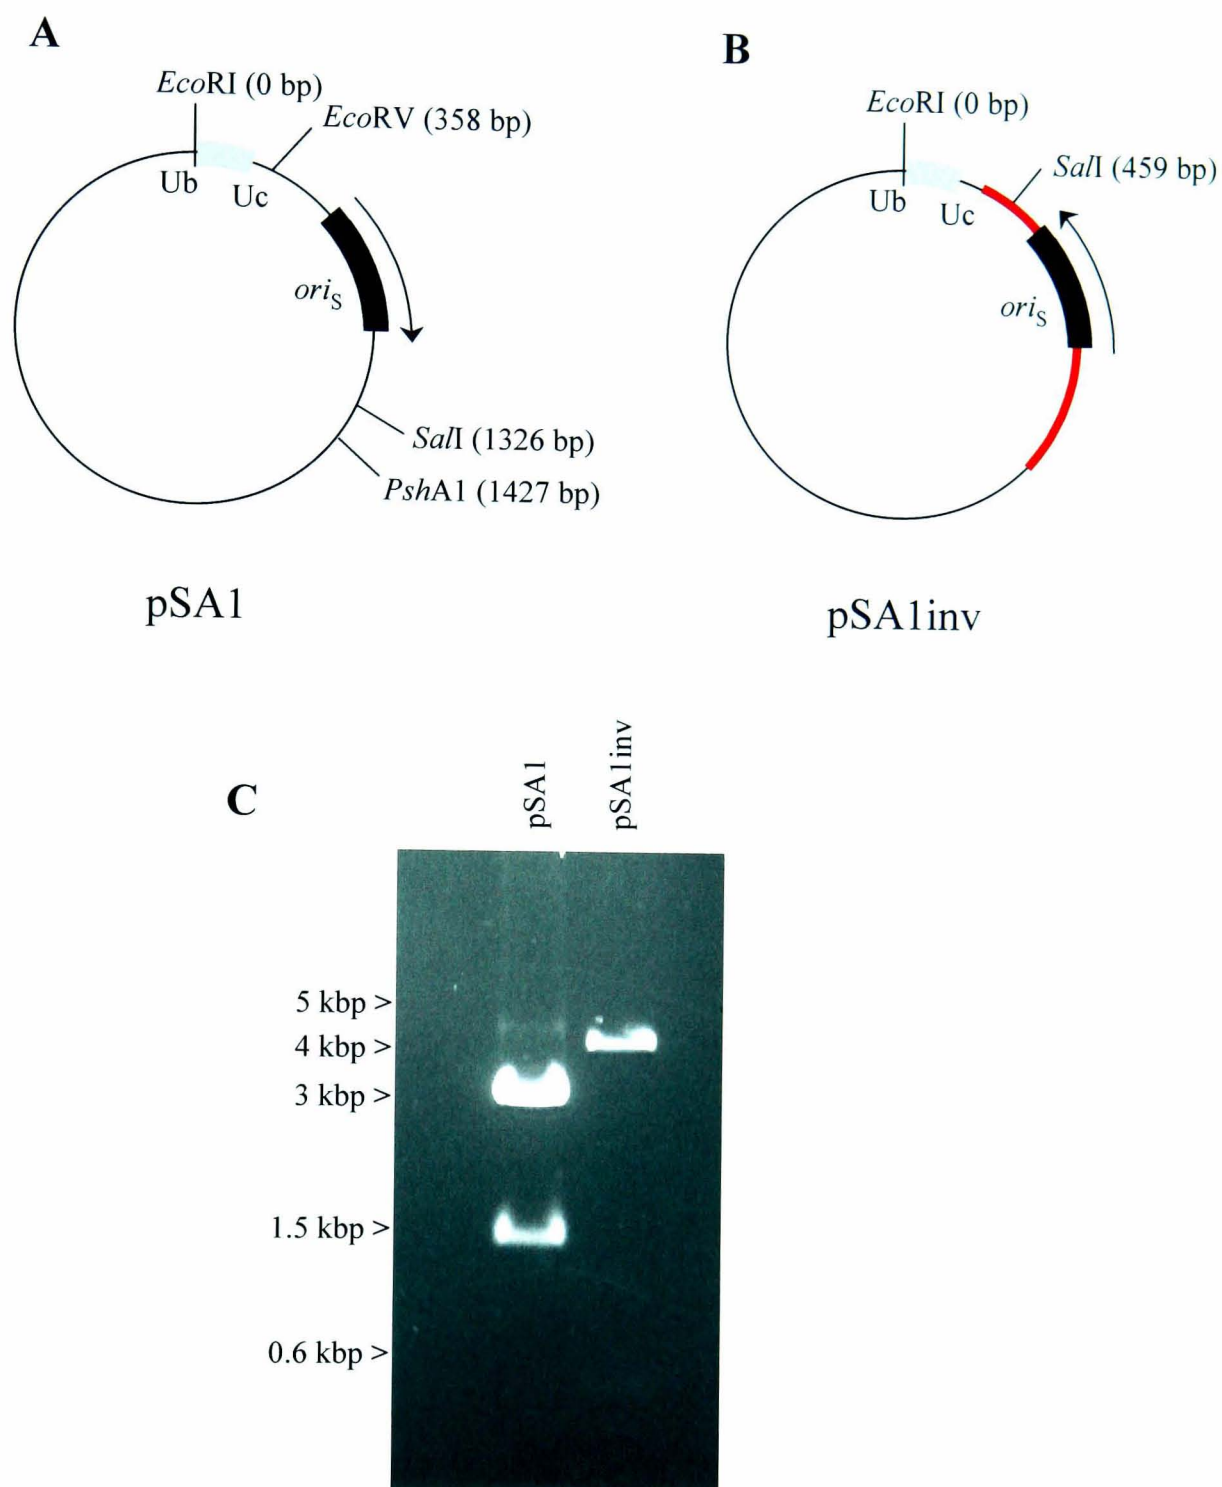 A
EcoRI (0 bp)
EcoRV (358 bp)
Ub
Uc
oriS
SalI (1326 bp)
PshA1 (1427 bp)
pSA1
B
EcoRI (0 bp)
SalI (459 bp)
Ub
Uc
oriS
pSA1inv
C
pSA1
pSA1inv
5 kbp >
4 kbp >
3 kbp >
1.5 kbp >
0.6 kbp >